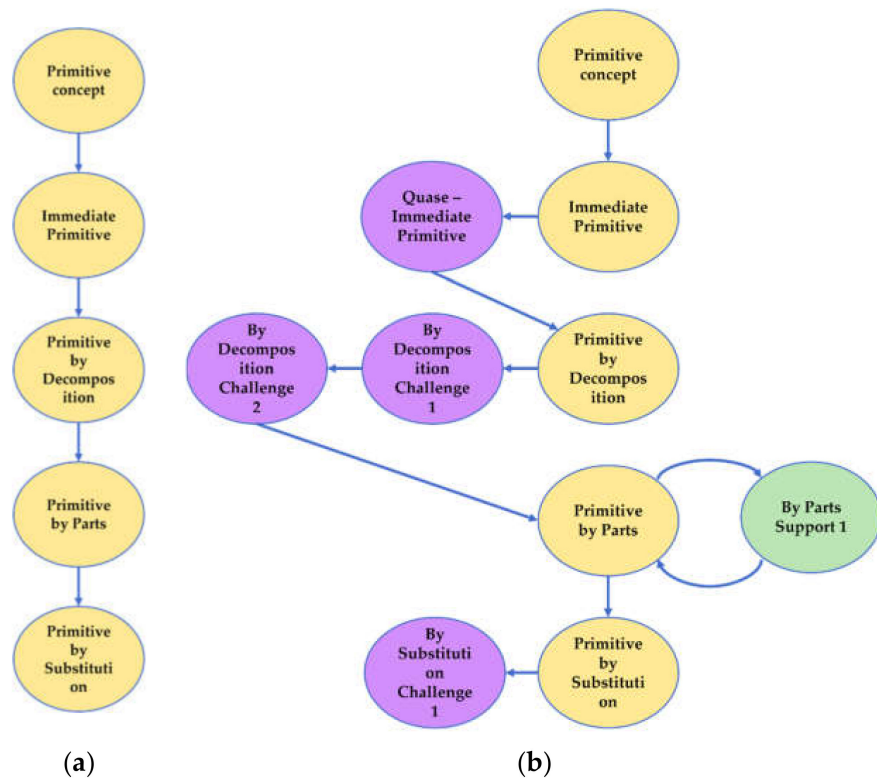 Primitive
concept
Immediate
Primitive
Primitive
by
Decompos
ition
Primitive
by Parts
Primitive
by
Substituti
on
(a)
Primitive
concept
Quase –
Immediate
Primitive
Immediate
Primitive
By
Decompos
ition
Challenge
2
By
Decompos
ition
Challenge
1
Primitive
by
Decompos
ition
Primitive
by Parts
By Parts
Support 1
By
Substituti
on
Challenge
1
Primitive
by
Substituti
on
(b)